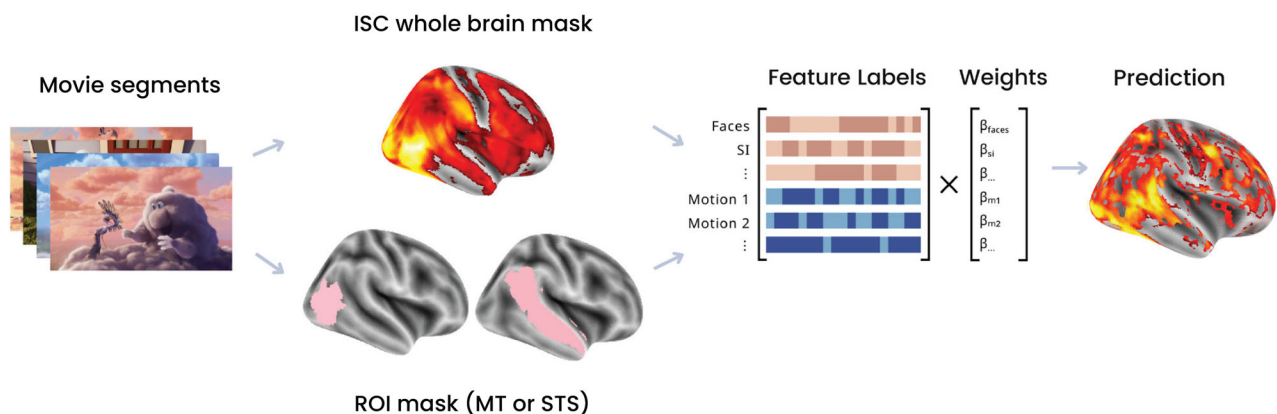 ISC whole brain mask
Movie segments
Feature Labels
Weights
Prediction
Faces
SI
⋮
Motion 1
Motion 2
⋮
βfaces
βsi
β...
βm1
βm2
β...
×
ROI mask (MT or STS)